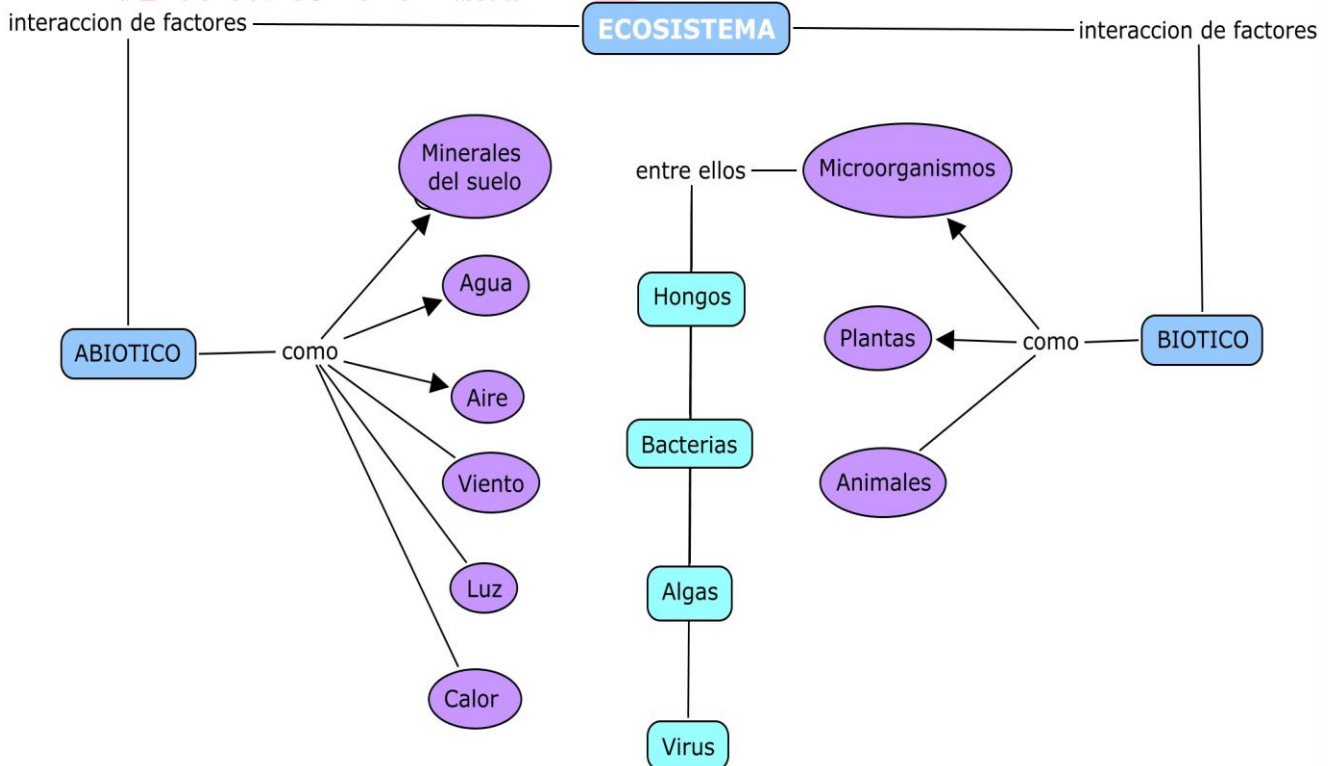 interaccion de factores
ECOSISTEMA
interaccion de factores
Minerales
del suelo
entre ellos
Microorganismos
Agua
Hongos
ABIOTICO
como
Plantas
como
BIOTICO
Aire
Bacterias
Viento
Animales
Luz
Algas
Calor
Virus